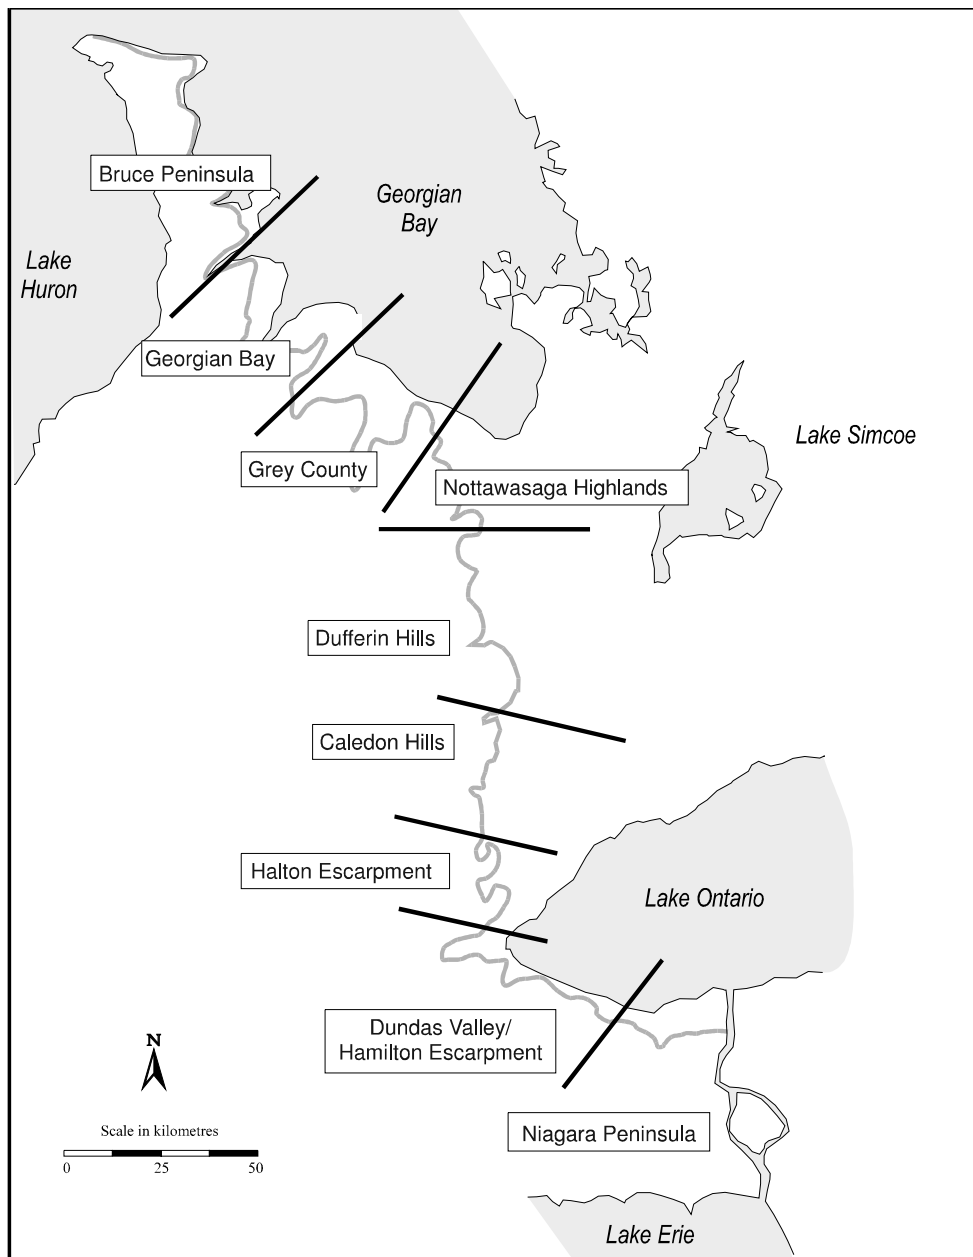 Bruce Peninsula
Georgian
Bay
Lake
Huron
Georgian Bay
Lake Simcoe
Grey County
Nottawasaga Highlands
Dufferin Hills
Caledon Hills
Halton Escarpment
Lake Ontario
Dundas Valley/
Hamilton Escarpment
N
Niagara Peninsula
Scale in kilometres
0 25 50
Lake Erie